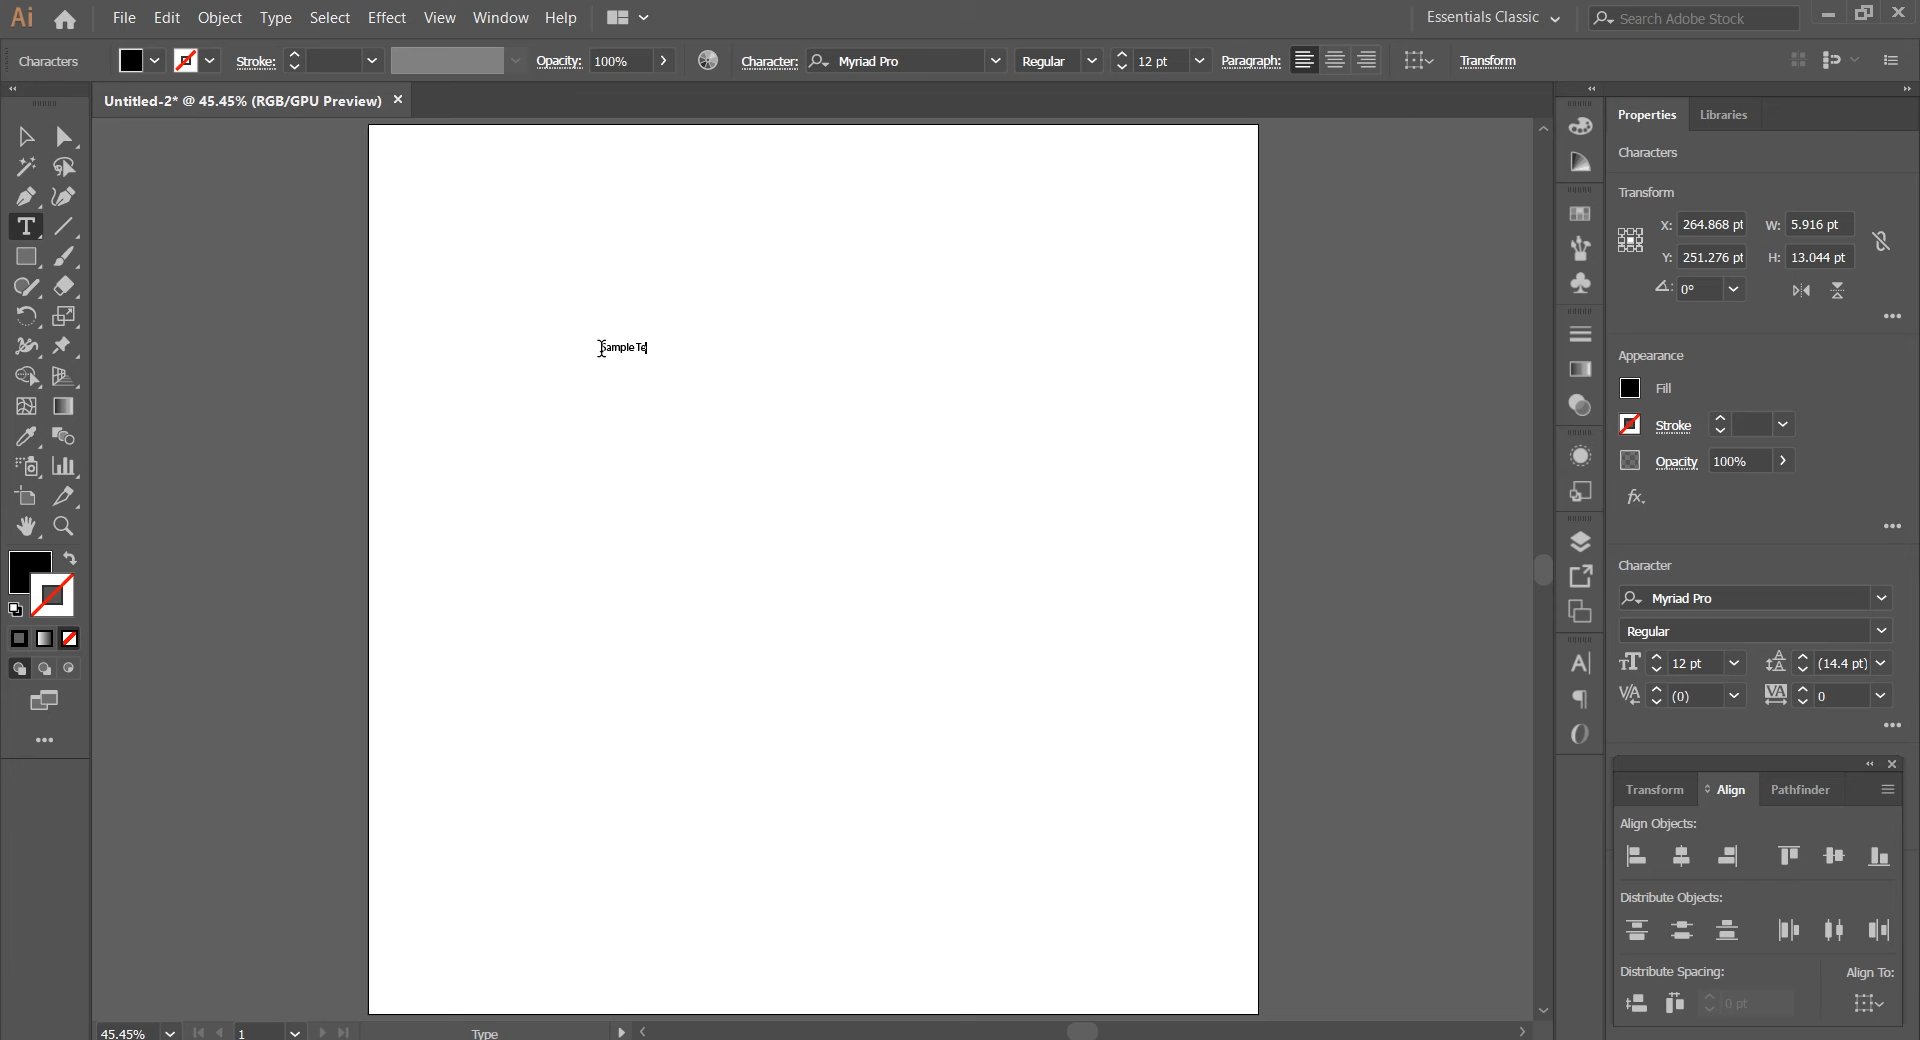 Ai File Edit Object Type Select Effect View Window Help Essentials Classic Search Adobe Stock
Characters Stroke: Opacity: 100% Character: Myriad Pro Regular 12 pt Paragraph: Transform
Untitled-2* @ 45.45% (RGB/GPU Preview)
Sample Te
Properties Libraries
Characters
Transform
X: 264.868 pt W: 5.916 pt
Y: 251.276 pt H: 13.044 pt
0°
Appearance
Fill
Stroke
Opacity 100%
fx
Character
Myriad Pro
Regular
12 pt (14.4 pt)
(0) 0
Transform Align Pathfinder
Align Objects:
Distribute Objects:
Distribute Spacing: Align To:
0 pt
45.45% 1 Type